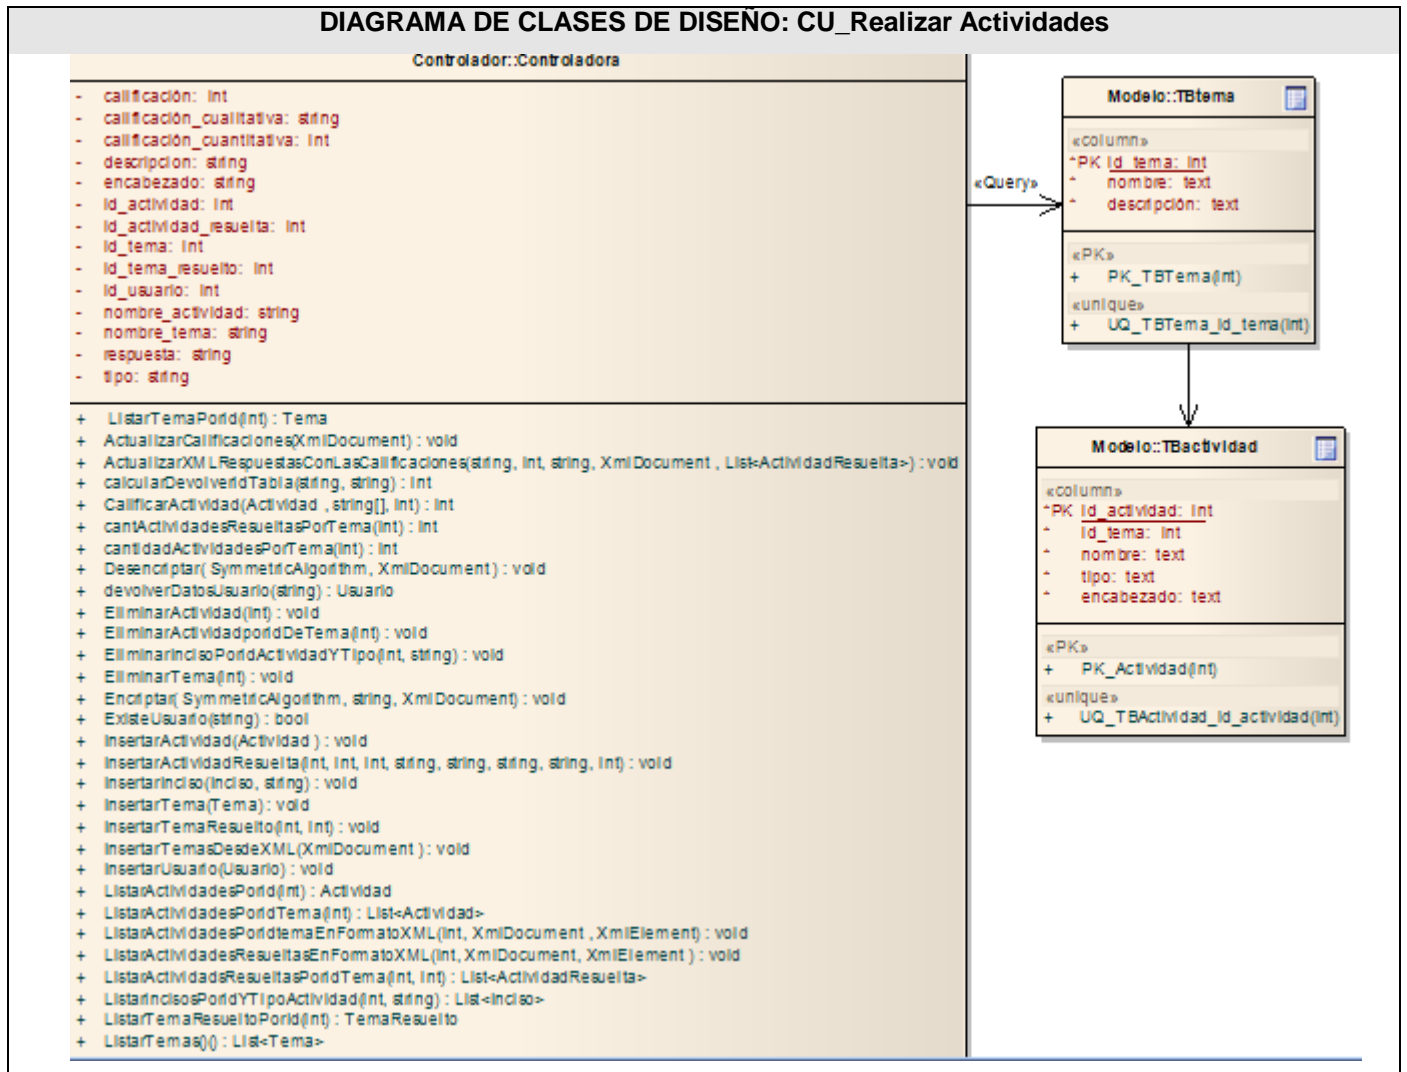 DIAGRAMA DE CLASES DE DISEÑO: CU_Realizar Actividades
Controlador::Controladora
- calificación: int
- calificación_cualitativa: string
- calificación_cuantitativa: int
- descripcion: string
- encabezado: string
- id_actividad: int
- id_actividad_resuelta: int
- id_tema: int
- id_tema_resuelto: int
- id_usuario: int
- nombre_actividad: string
- nombre_tema: string
- respuesta: string
- tipo: string
+ ListarTemaPorId(int) : Tema
+ ActualizarCalificaciones(XmlDocument) : void
+ ActualizarXMLRespuestasConLasCalificaciones(string, int, string, XmlDocument , List<ActividadResuelta>) : void
+ calcularDevolverIdTabla(string, string) : int
+ CalificarActividad(Actividad , string[], int) : int
+ cantActividadesResueltasPorTema(int) : int
+ cantidadActividadesPorTema(int) : int
+ Desencriptar( SymmetricAlgorithm, XmlDocument) : void
+ devolverDatosUsuario(string) : Usuario
+ EliminarActividad(int) : void
+ EliminarActividadporIdDeTema(int) : void
+ EliminarIncisoPorIdActividadYTipo(int, string) : void
+ EliminarTema(int) : void
+ Encriptar( SymmetricAlgorithm, string, XmlDocument) : void
+ ExisteUsuario(string) : bool
+ InsertarActividad(Actividad ) : void
+ InsertarActividadResuelta(int, int, int, string, string, string, string, int) : void
+ InsertarInciso(Inciso, string) : void
+ InsertarTema(Tema) : void
+ InsertarTemaResuelto(int, int) : void
+ InsertarTemasDesdeXML(XmlDocument ) : void
+ InsertarUsuario(Usuario) : void
+ ListarActividadesPorId(int) : Actividad
+ ListarActividadesPorIdTema(int) : List<Actividad>
+ ListarActividadesPorIdtemaEnFormatoXML(int, XmlDocument , XmlElement) : void
+ ListarActividadesResueltasEnFormatoXML(int, XmlDocument, XmlElement ) : void
+ ListarActividadsResueltasPorIdTema(int, int) : List<ActividadResuelta>
+ ListarIncisosPorIdYTipoActividad(int, string) : List<Inciso>
+ ListarTemaResueltoPorId(int) : TemaResuelto
+ ListarTemas()() : List<Tema>
«Query»
Modelo::TBtema
«column»
*PK id_tema: int
* nombre: text
* descripción: text
«PK»
+ PK_TBTema(int)
«unique»
+ UQ_TBTema_id_tema(int)
Modelo::TBactividad
«column»
*PK id_actividad: int
* id_tema: int
* nombre: text
* tipo: text
* encabezado: text
«PK»
+ PK_Actividad(int)
«unique»
+ UQ_TBActividad_id_actividad(int)